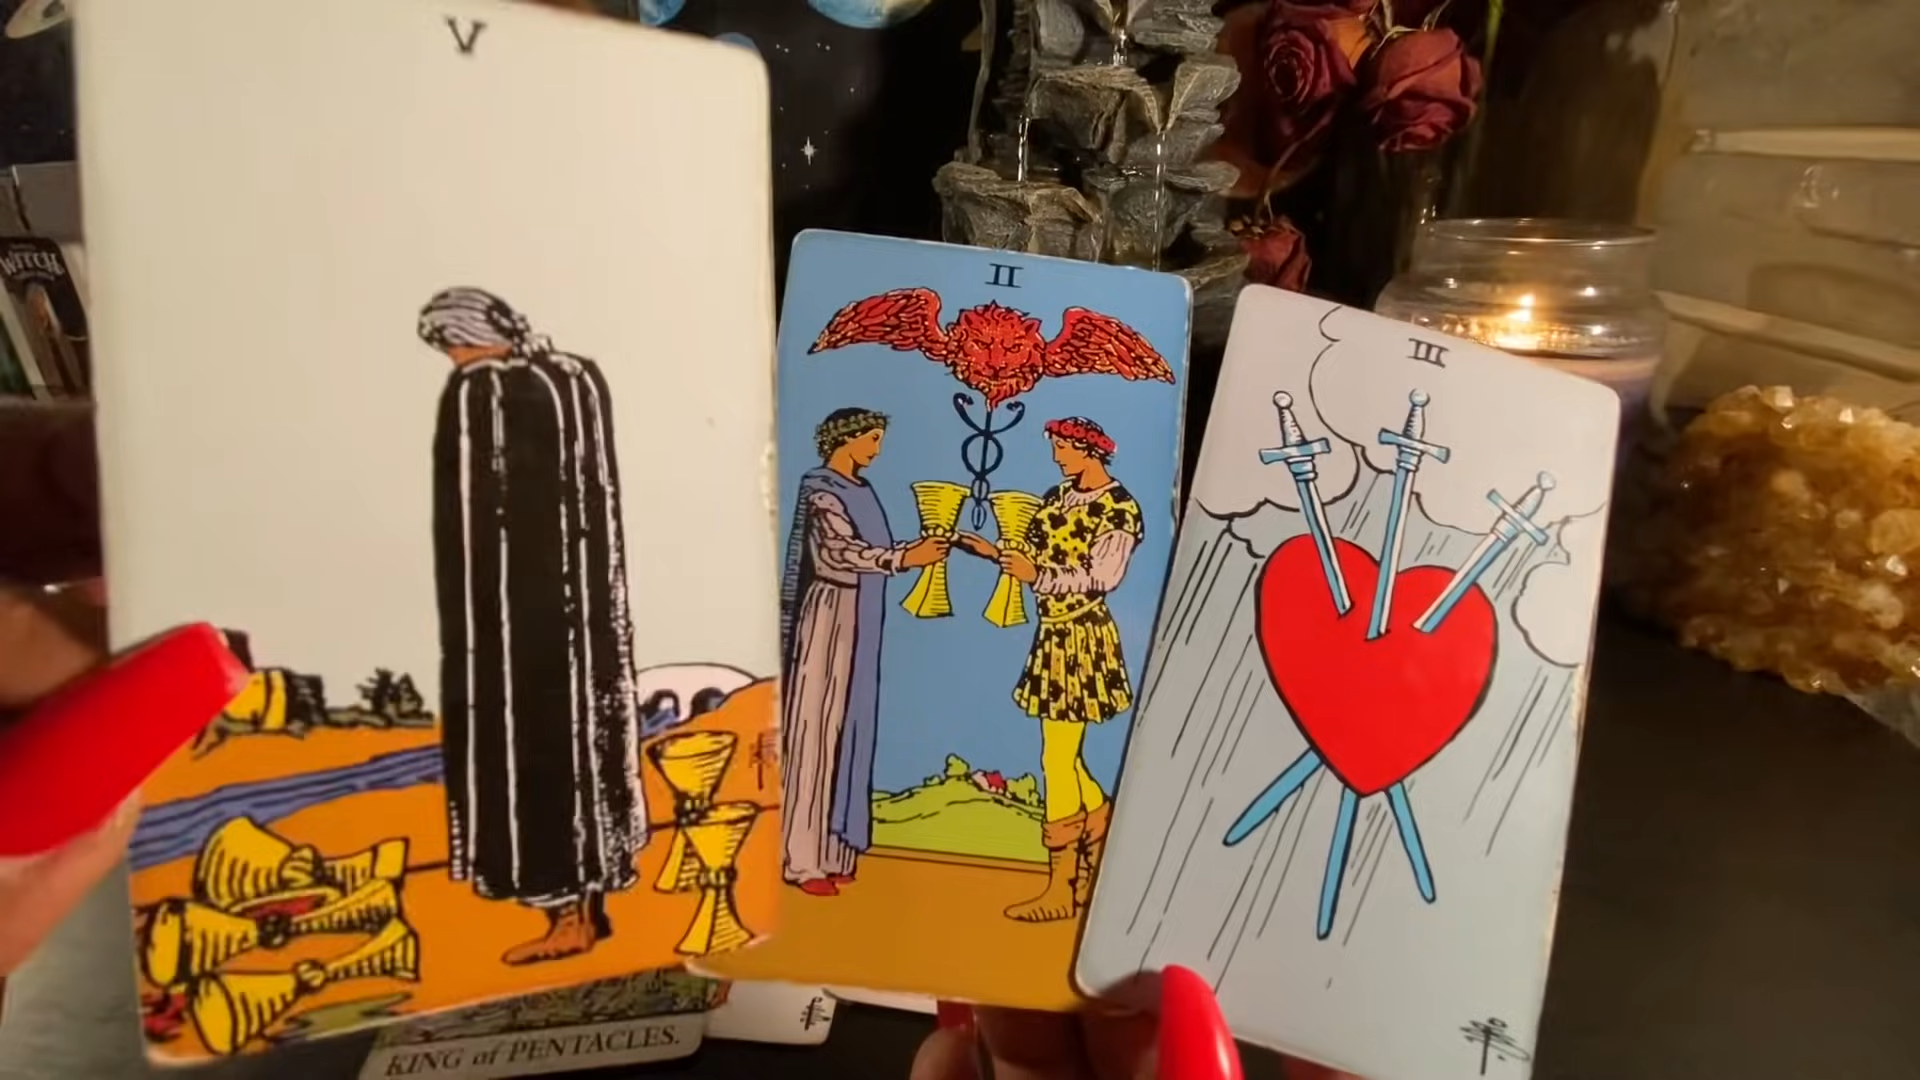 V
II
III
WITCH
KING of PENTACLES.